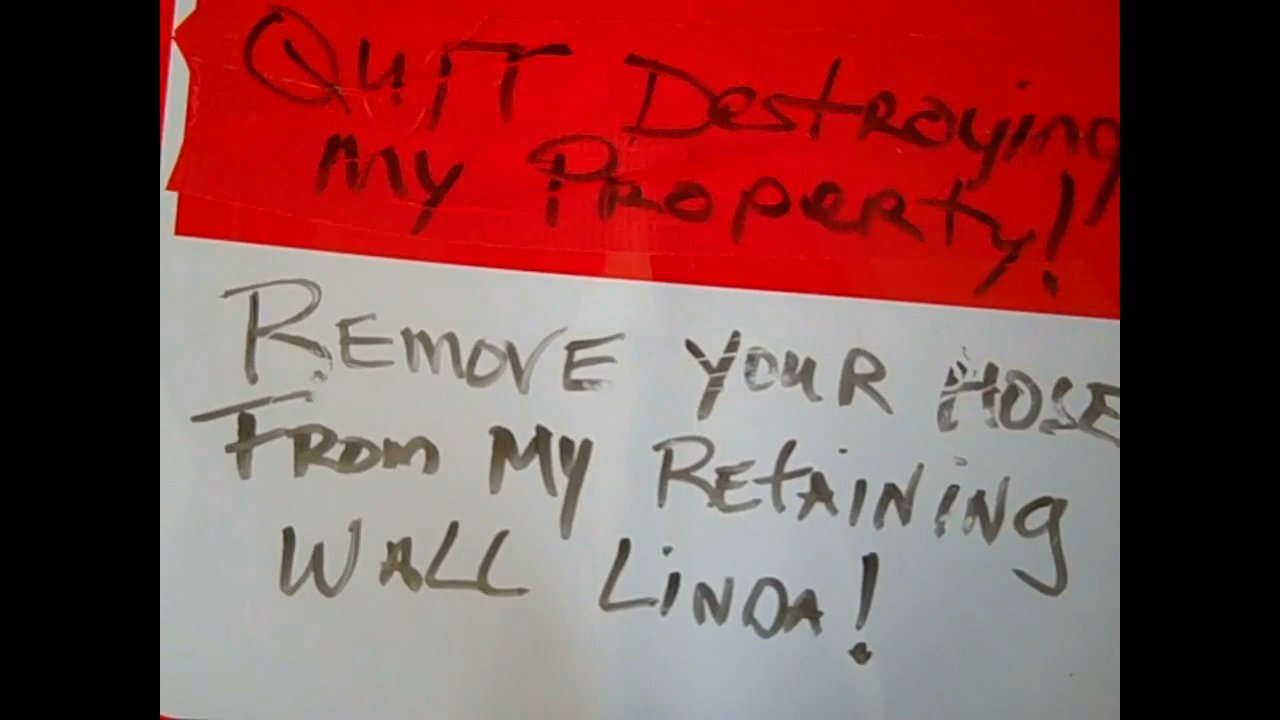 QUIT Destroying
My Property!
REMOVE YOUR HOSE
FROM MY RETAINING
WALL LINDA!